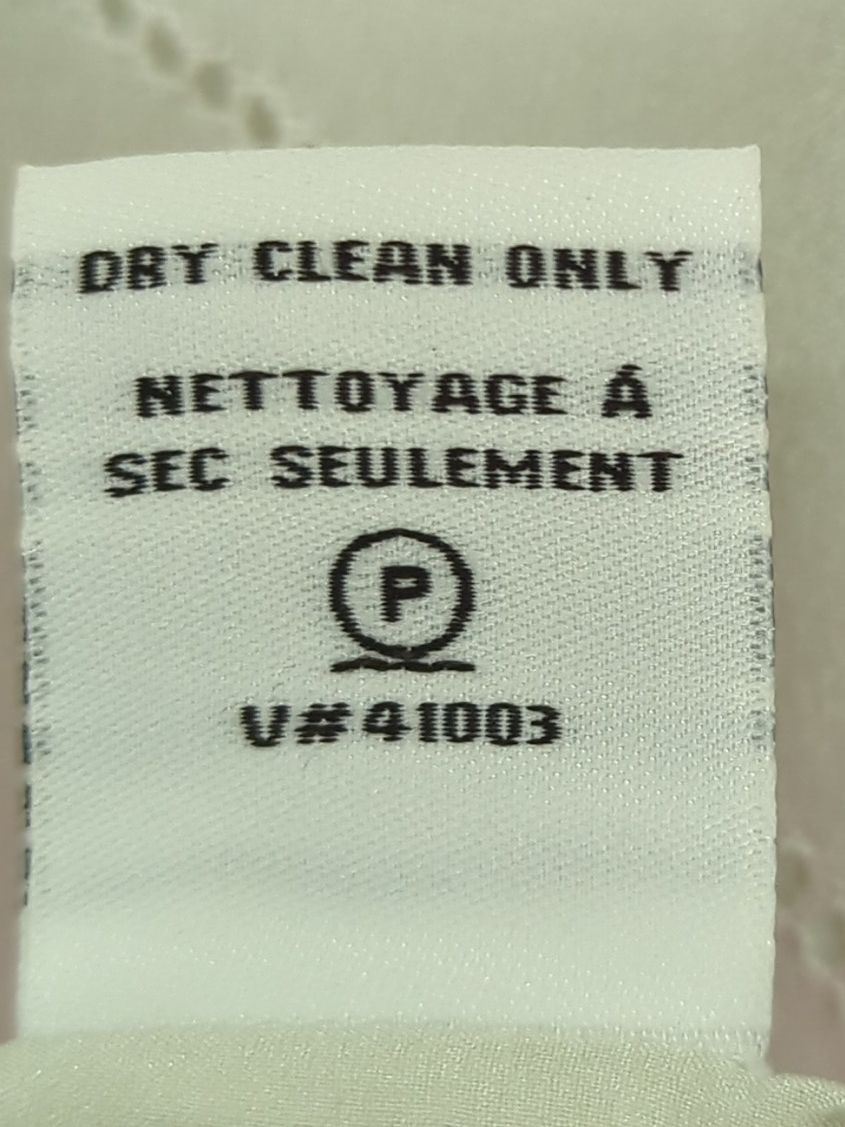 DRY CLEAN ONLY
NETTOYAGE Á
SEC SEULEMENT
P
V#41003